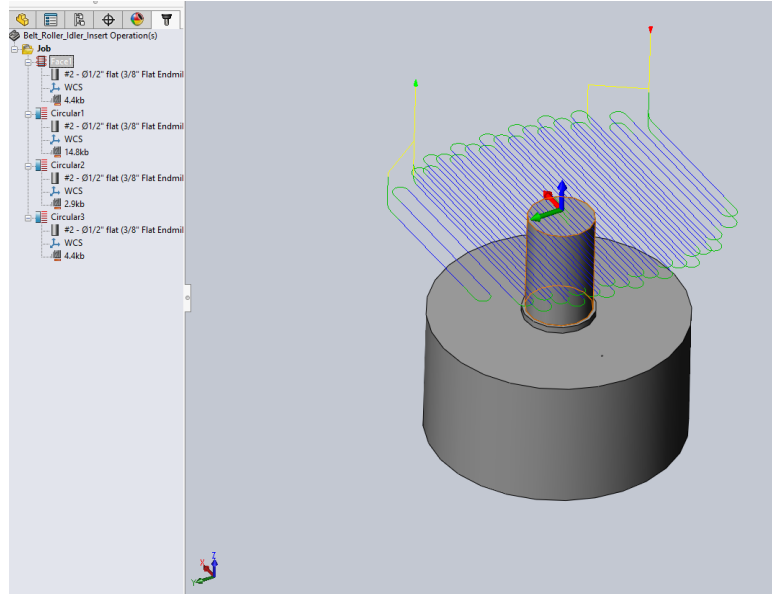 Belt_Roller_Idler_Insert Operation(s)
Job
Face1
#2 - Ø1/2" flat (3/8" Flat Endmil
WCS
4.4kb
Circular1
#2 - Ø1/2" flat (3/8" Flat Endmil
WCS
14.8kb
Circular2
#2 - Ø1/2" flat (3/8" Flat Endmil
WCS
2.9kb
Circular3
#2 - Ø1/2" flat (3/8" Flat Endmil
WCS
4.4kb
Z
X
Y